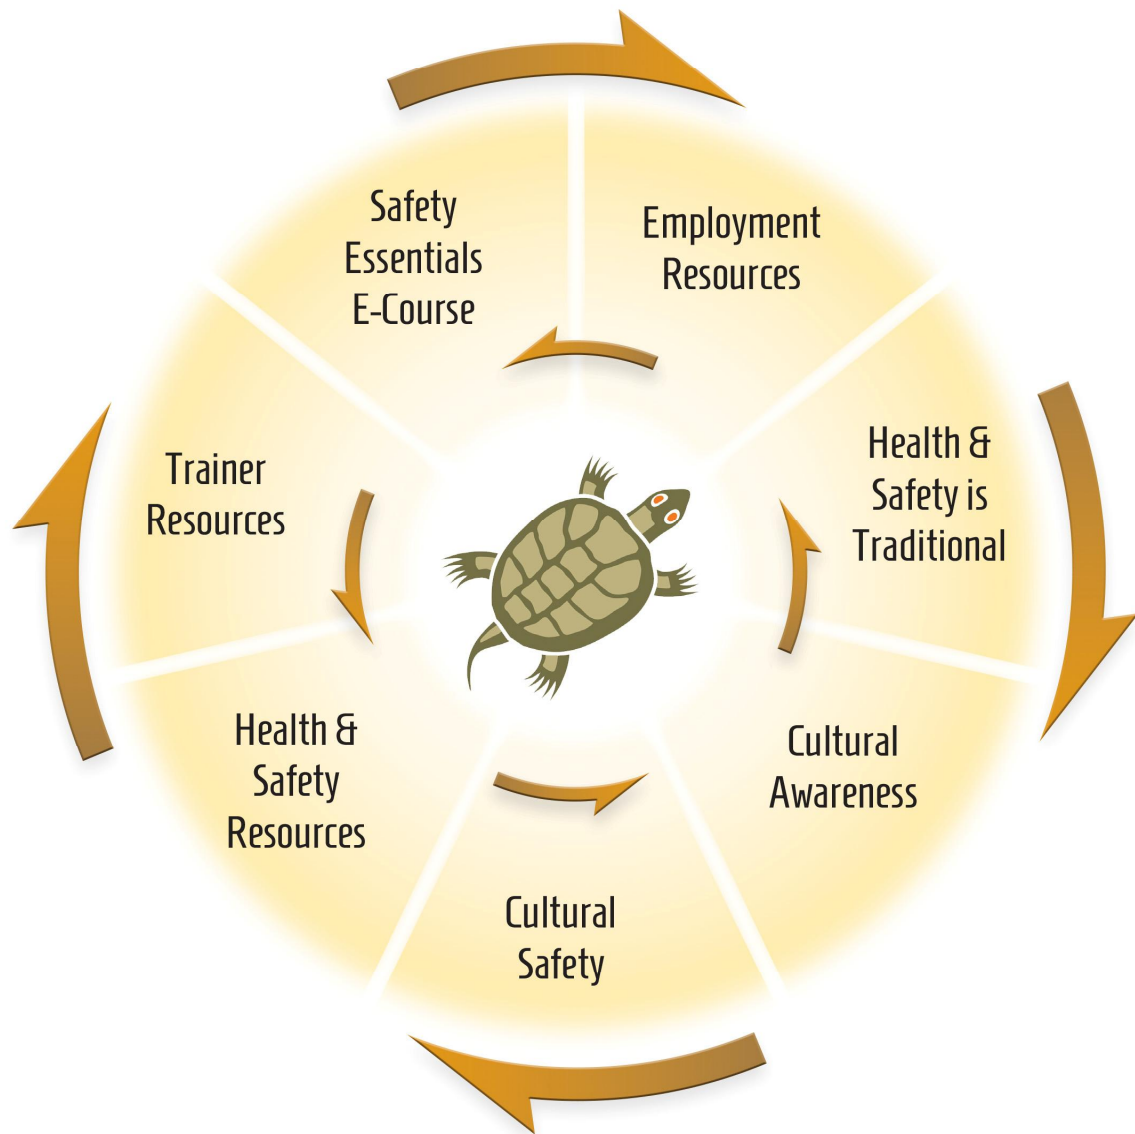 Safety
Essentials
E-Course
Employment
Resources
Health &
Safety is
Traditional
Cultural
Awareness
Cultural
Safety
Health &
Safety
Resources
Trainer
Resources